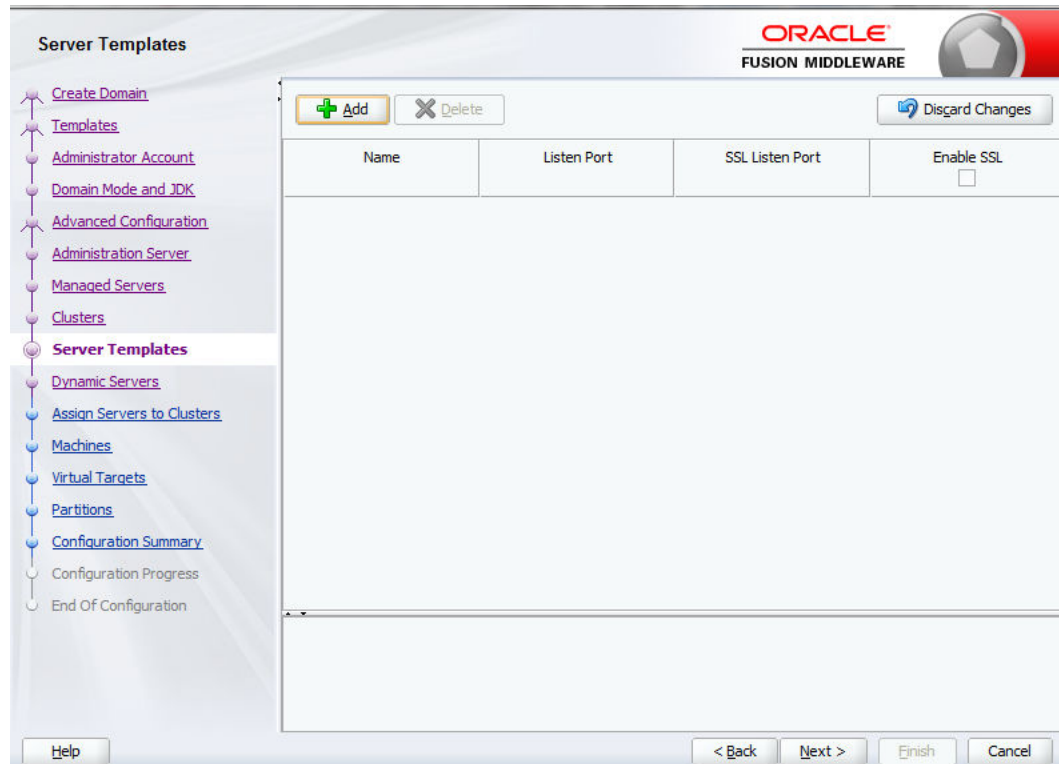 Server Templates
ORACLE
FUSION MIDDLEWARE
Create Domain
Templates
Administrator Account
Domain Mode and JDK
Advanced Configuration
Administration Server
Managed Servers
Clusters
Server Templates
Dynamic Servers
Assign Servers to Clusters
Machines
Virtual Targets
Partitions
Configuration Summary
Configuration Progress
End Of Configuration
Add Delete Discard Changes
Name Listen Port SSL Listen Port Enable SSL
Help < Back Next > Finish Cancel